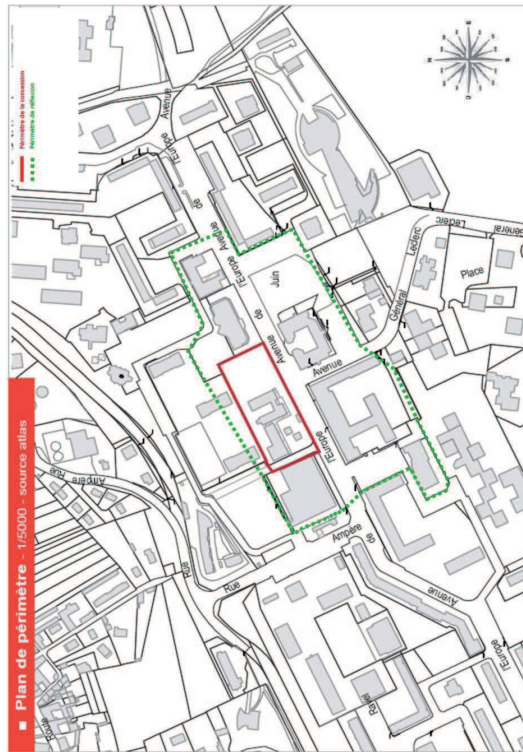 ■ Plan de périmètre - 1/5000 - source atlas
Périmètre de la concession
Périmètre de réflexion
Avenue
de
l'Europe
Avenue
de
l'Europe
Juin
Avenue
de
l'Europe
Avenue
Général
Leclerc
Leclerc
Général
Place
Rue
Ampère
Rue
Rue
Ampère
de
Avenue
l'Europe
Ravel
Route
N